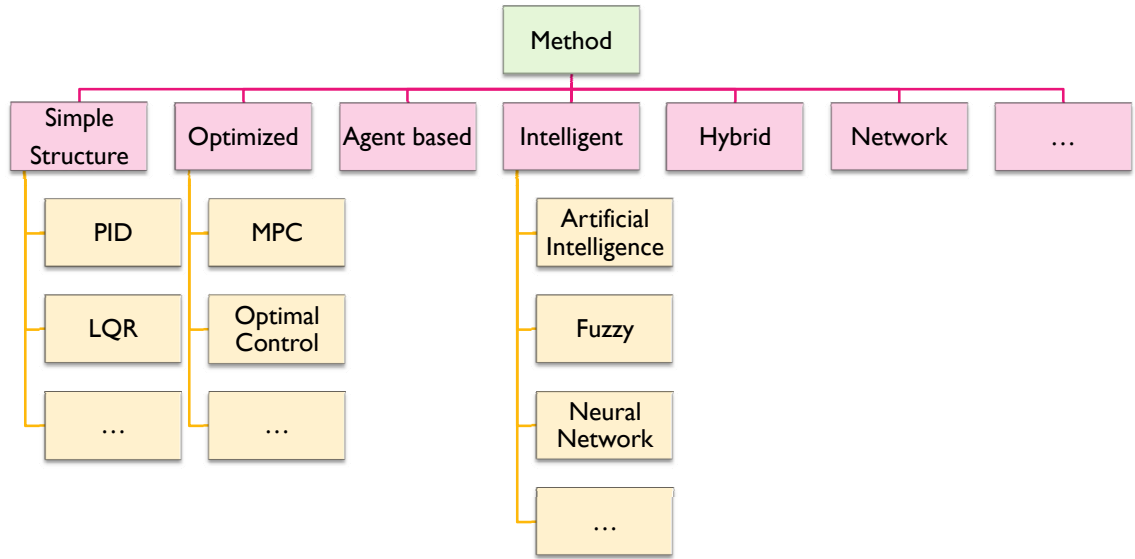 Method
Simple
Structure
Optimized
Agent based
Intelligent
Hybrid
Network
…
PID
LQR
…
MPC
Optimal
Control
…
Artificial
Intelligence
Fuzzy
Neural
Network
…